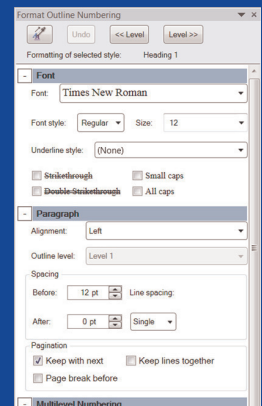 Format Outline Numbering
Undo << Level Level >>
Formatting of selected style: Heading 1
- Font
Font: Times New Roman
Font style: Regular Size: 12
Underline style: (None)
Strikethrough Small caps
Double Strikethrough All caps
- Paragraph
Alignment: Left
Outline level: Level 1
Spacing
Before: 12 pt Line spacing:
After: 0 pt Single
Pagination
Keep with next Keep lines together
Page break before
- Multilevel Numbering